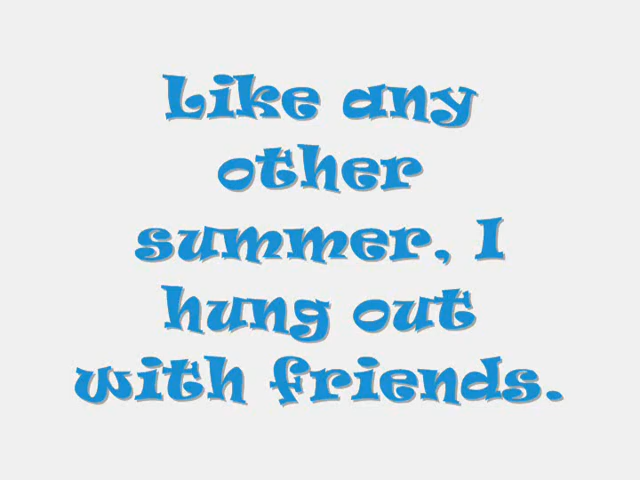 Like any
other
summer, I
hung out
with friends.